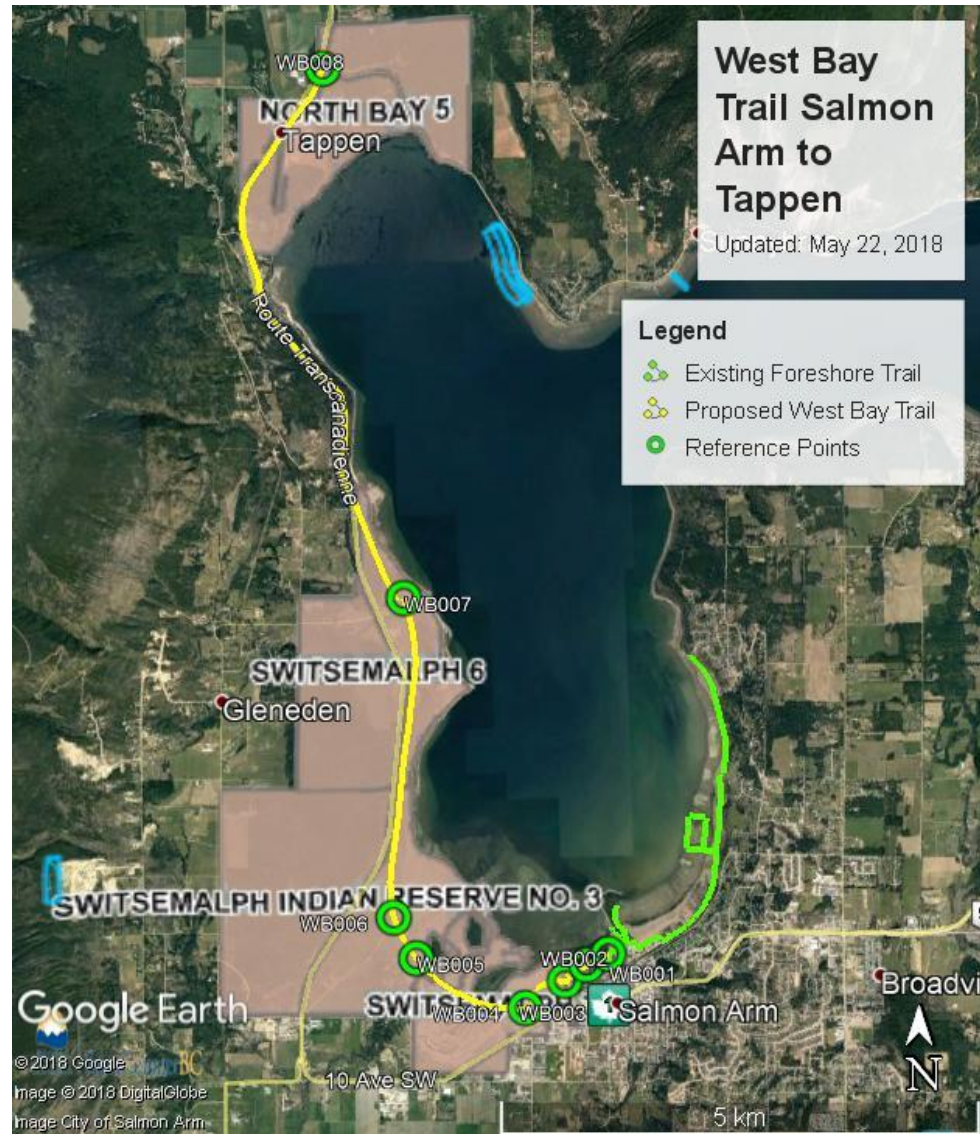 West Bay
Trail Salmon
Arm to
Tappen
Updated: May 22, 2018
Legend
Existing Foreshore Trail
Proposed West Bay Trail
Reference Points
WB008
NORTH BAY 5
Tappen
Route Transcanadienne
WB007
SWITSEMALPH 6
Gleneden
SWITSEMALPH INDIAN RESERVE NO. 3
WB006
WB005
WB002
WB001
WB004
WB003
1
Salmon Arm
Broadvi
Google Earth
BC
© 2018 Google
Image © 2018 DigitalGlobe
Image City of Salmon Arm
10 Ave SW
N
5 km